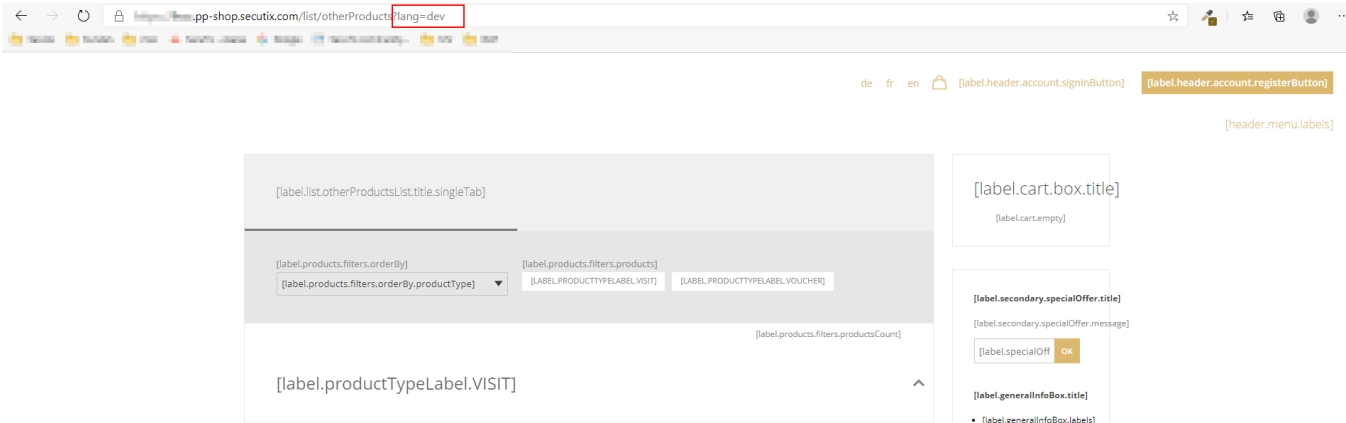 .pp-shop.secutix.com/list/otherProducts?lang=dev
de fr en [label.header.account.signInButton] [label.header.account.registerButton]
[header.menu.labels]
[label.list.otherProductsList.title.singleTab]
[label.cart.box.title]
[label.cart.empty]
[label.products.filters.orderBy] [label.products.filters.products]
[label.products.filters.orderBy.productType] [LABEL.PRODUCTTYPELABEL.VISIT] [LABEL.PRODUCTTYPELABEL.VOUCHER]
[label.secondary.specialOffer.title]
[label.secondary.specialOffer.message]
[label.products.filters.productsCount]
[label.specialOff OK
[label.productTypeLabel.VISIT]
[label.generalInfoBox.title]
[label.generalInfoBox.labels]